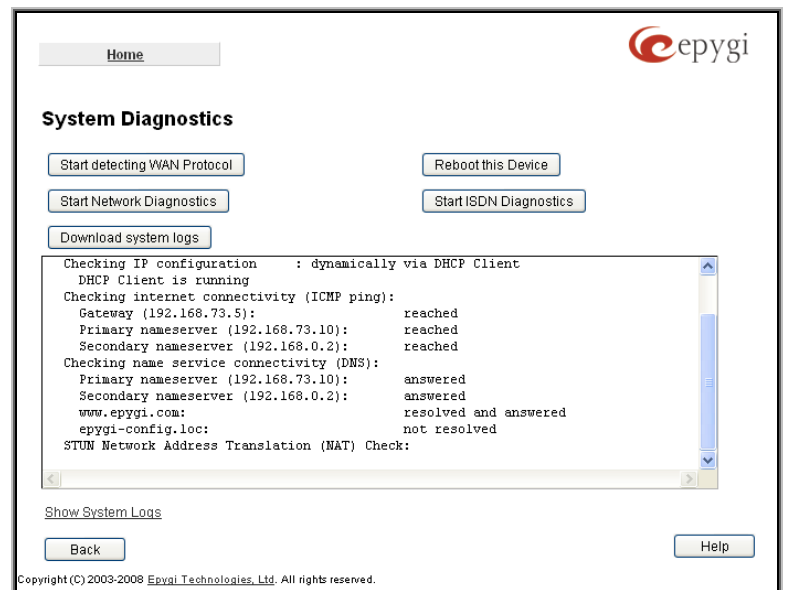 Home
epygi
System Diagnostics
Start detecting WAN Protocol
Reboot this Device
Start Network Diagnostics
Start ISDN Diagnostics
Download system logs
Checking IP configuration : dynamically via DHCP Client
DHCP Client is running
Checking internet connectivity (ICMP ping):
Gateway (192.168.73.5): reached
Primary nameserver (192.168.73.10): reached
Secondary nameserver (192.168.0.2): reached
Checking name service connectivity (DNS):
Primary nameserver (192.168.73.10): answered
Secondary nameserver (192.168.0.2): answered
www.epygi.com: resolved and answered
epygi-config.loc: not resolved
STUN Network Address Translation (NAT) Check:
Show System Logs
Back
Help
Copyright (C) 2003-2008 Epygi Technologies, Ltd. All rights reserved.